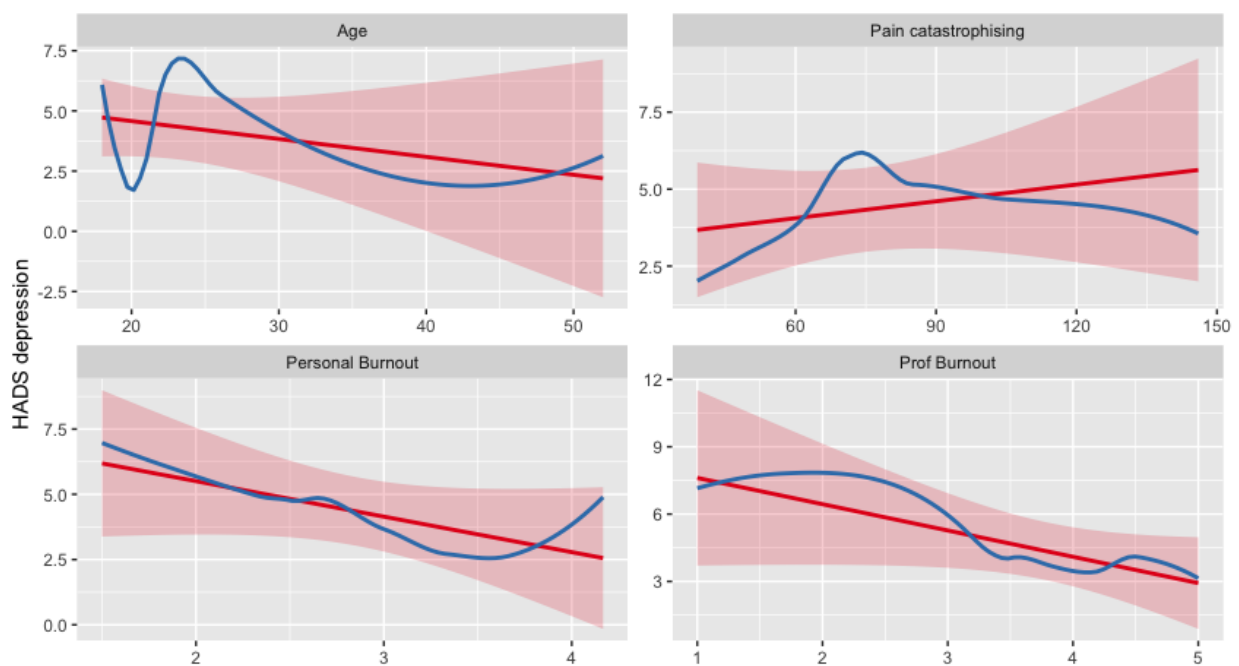 Age
Pain catastrophising
7.5
5.0
2.5
0.0
-2.5
7.5
5.0
2.5
20 30 40 50
60 90 120 150
HADS depression
Personal Burnout
Prof Burnout
7.5
5.0
2.5
0.0
12
9
6
3
2 3 4
1 2 3 4 5